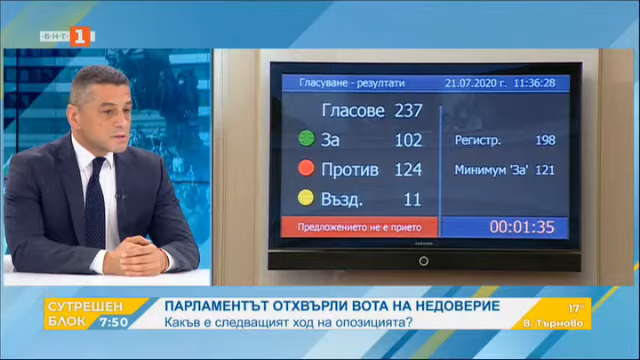 БНТ 1
Гласуване - резултати 21.07.2020 г. 11:36:28
Гласове 237
За 102 Регистр. 198
Против 124 Минимум 'За' 121
Възд. 11
Предложението не е прието 00:01:35
SAMSUNG
СУТРЕШЕН
БЛОК 7:50
ПАРЛАМЕНТЪТ ОТХВЪРЛИ ВОТА НА НЕДОВЕРИЕ
Какъв е следващият ход на опозицията?
17°
В. Търново